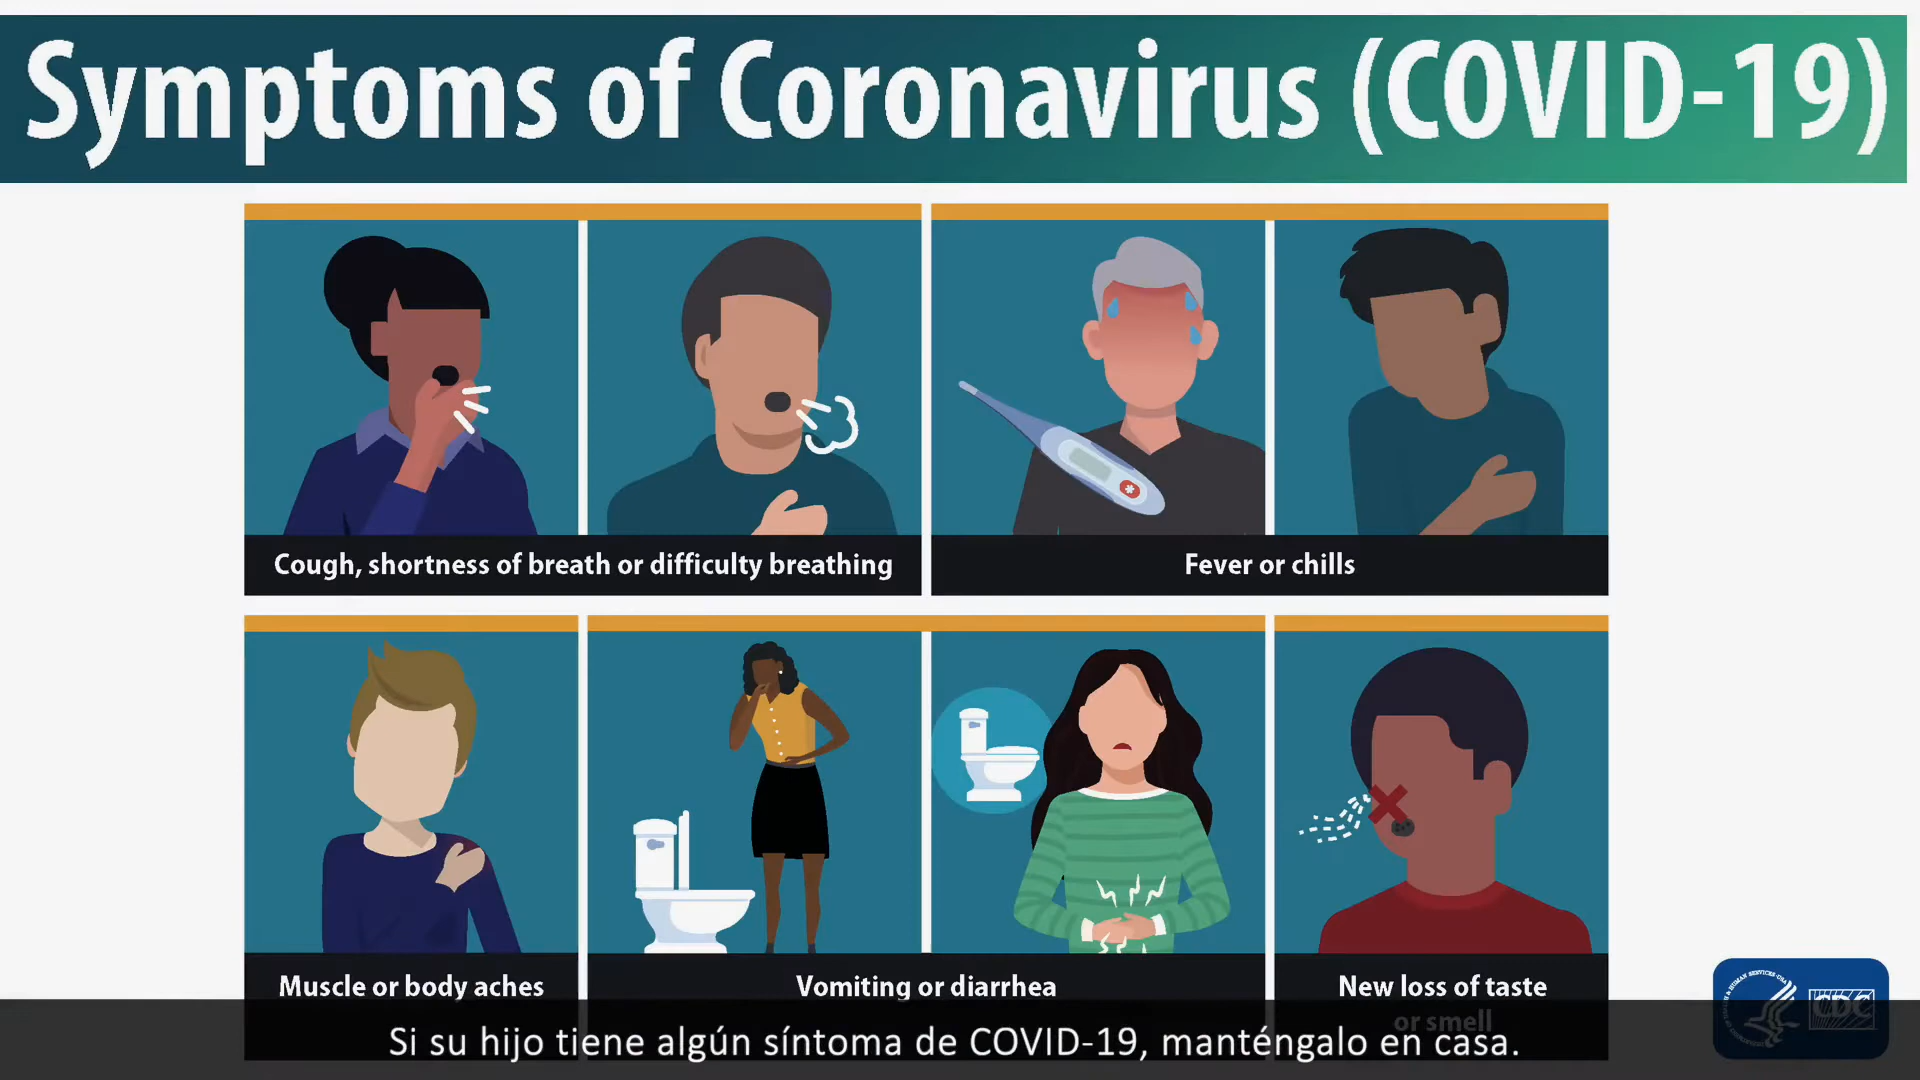 Symptoms of Coronavirus (COVID-19)
Cough, shortness of breath or difficulty breathing
Fever or chills
Muscle or body aches
Vomiting or diarrhea
New loss of taste
or smell
Si su hijo tiene algún síntoma de COVID-19, manténgalo en casa.
CDC